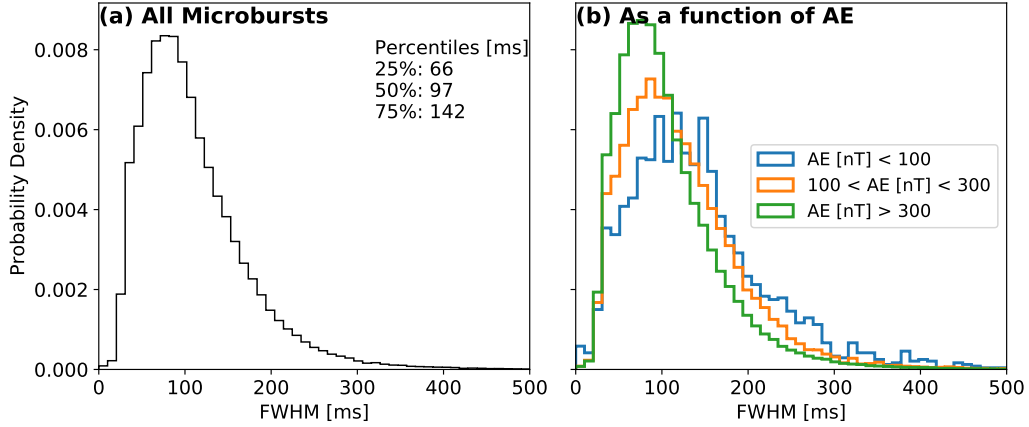 (a) All Microbursts
Percentiles [ms]
25%: 66
50%: 97
75%: 142
Probability Density
0.008
0.006
0.004
0.002
0.000
0 100 200 300 400 500
FWHM [ms]
(b) As a function of AE
AE [nT] < 100
100 < AE [nT] < 300
AE [nT] > 300
0 100 200 300 400 500
FWHM [ms]